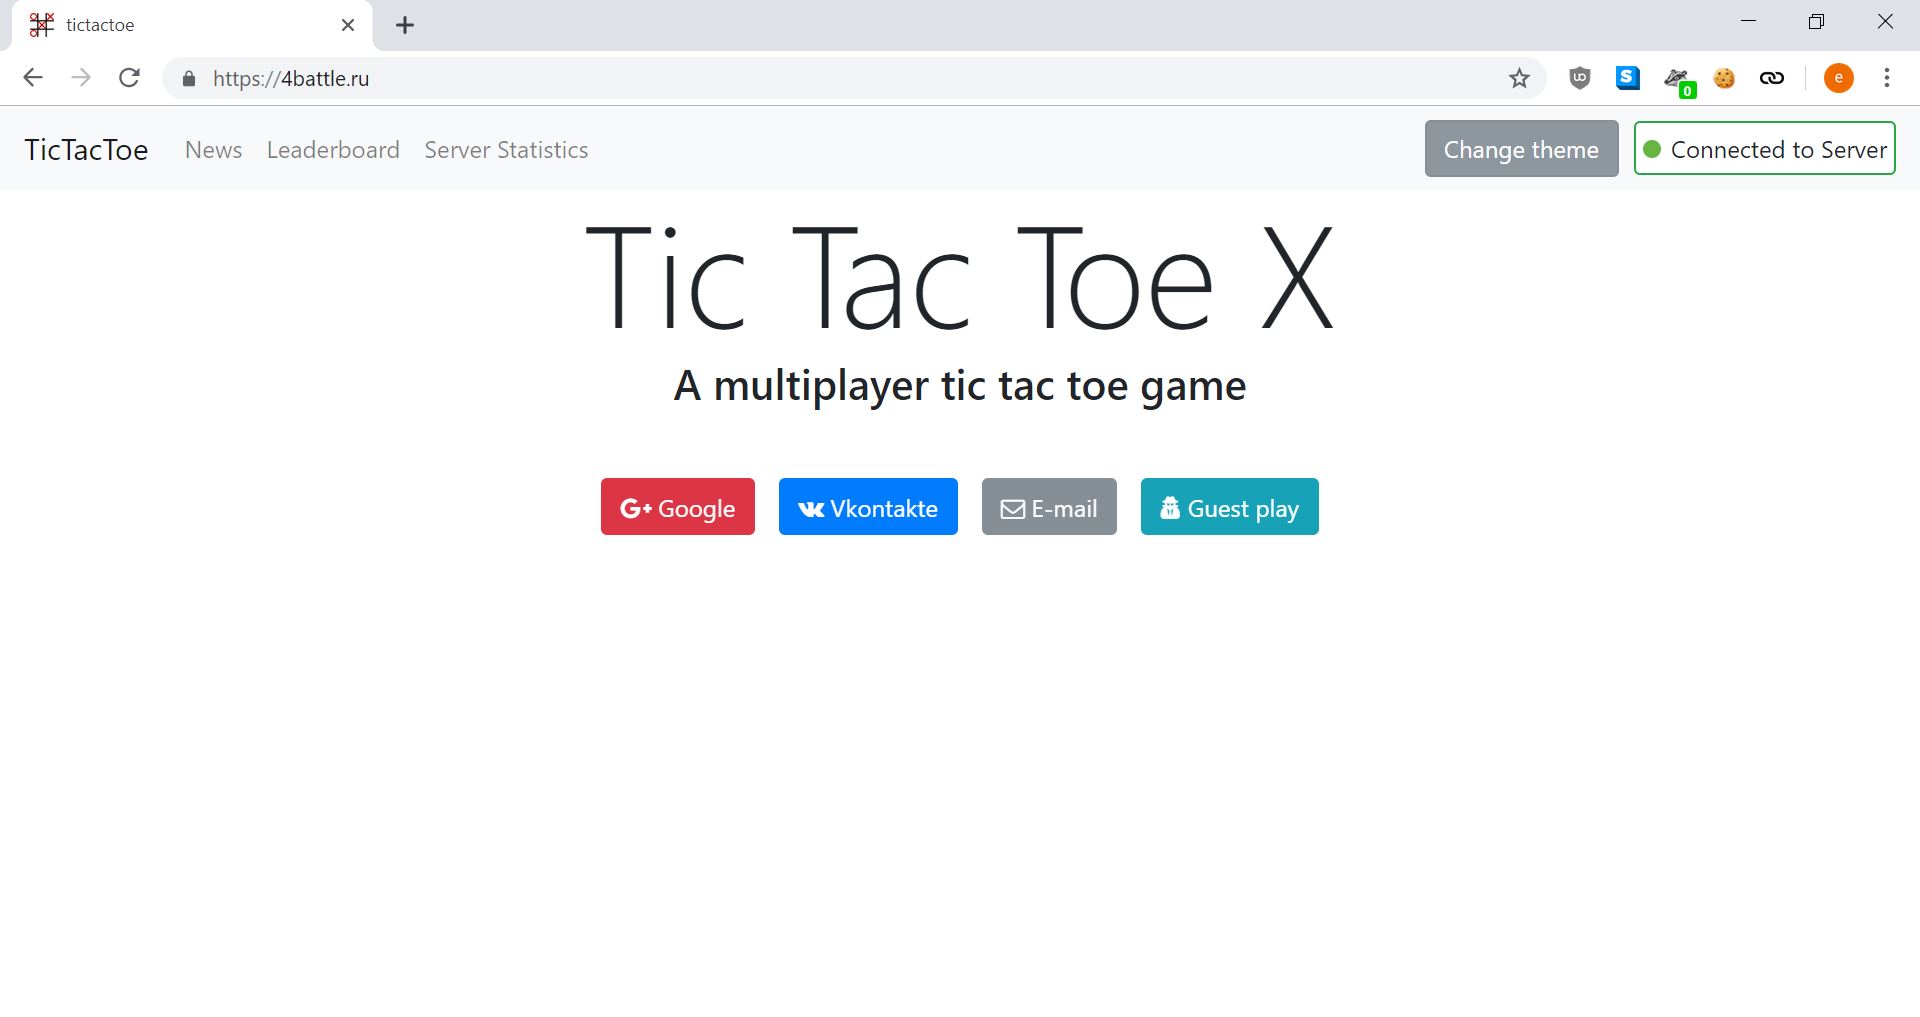 tictactoe
https://4battle.ru
0
e
TicTacToe News Leaderboard Server Statistics Change theme Connected to Server
Tic Tac Toe X
A multiplayer tic tac toe game
G+ Google Vkontakte E-mail Guest play